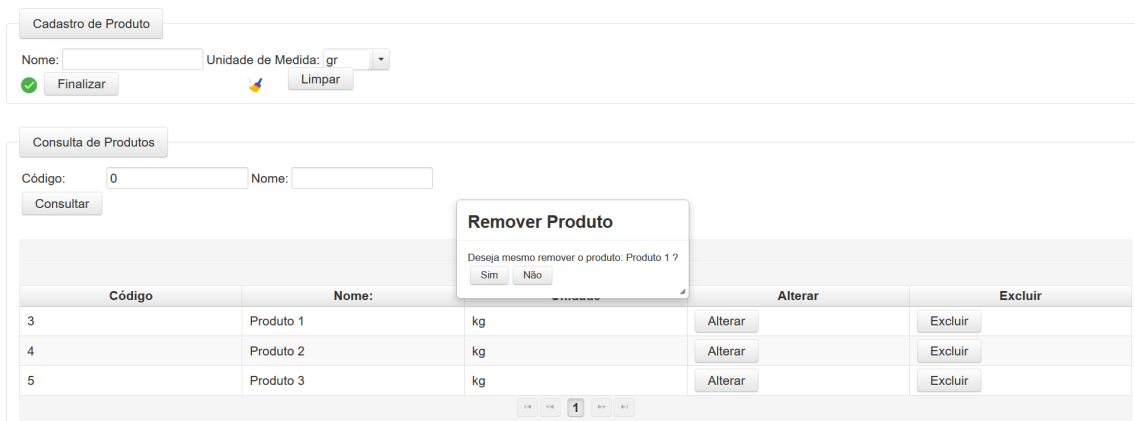 Cadastro de Produto
Nome: Unidade de Medida: gr
Finalizar Limpar
Consulta de Produtos
Código: 0 Nome:
Consultar
Remover Produto
Deseja mesmo remover o produto: Produto 1 ?
Sim Não
Código Nome: Unidade Alterar Excluir
3 Produto 1 kg Alterar Excluir
4 Produto 2 kg Alterar Excluir
5 Produto 3 kg Alterar Excluir
1